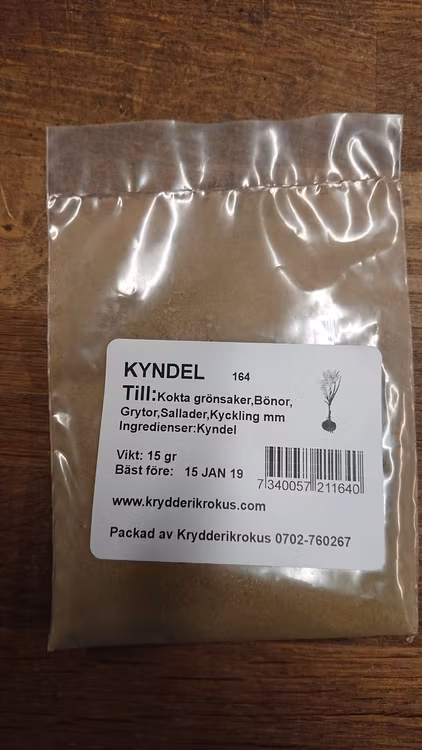 KYNDEL 164
Till:Kokta grönsaker,Bönor,
Grytor,Sallader,Kyckling mm
Ingredienser:Kyndel
Vikt: 15 gr
Bäst före: 15 JAN 19
7 340057 211640
www.krydderikrokus.com
Packad av Krydderikrokus 0702-760267